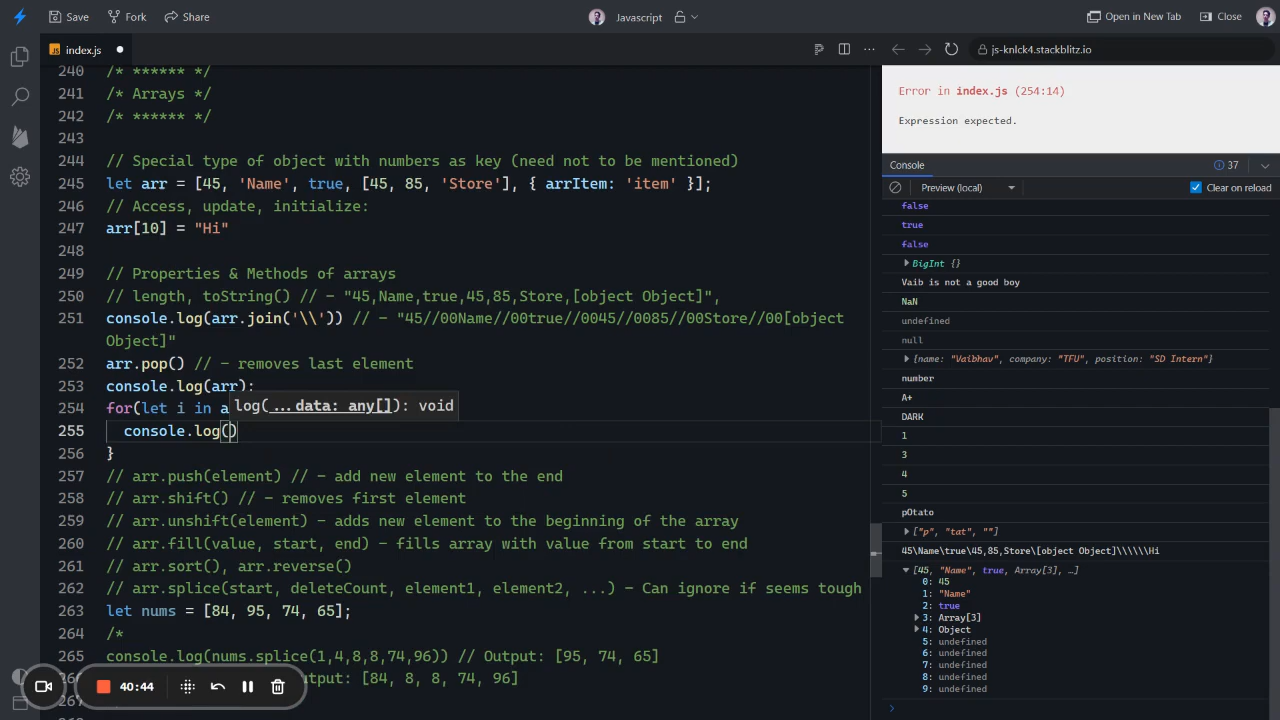 Save
Fork
Share
Javascript
Open in New Tab
Close
JS index.js
js-knlck4.stackblitz.io
240 /* ****** */
241 /* Arrays */
242 /* ****** */
243
244 // Special type of object with numbers as key (need not to be mentioned)
245 let arr = [45, 'Name', true, [45, 85, 'Store'], { arrItem: 'item' }];
246 // Access, update, initialize:
247 arr[10] = "Hi"
248
249 // Properties & Methods of arrays
250 // length, toString() // - "45,Name,true,45,85,Store,[object Object]",
251 console.log(arr.join('\\')) // - "45//00Name//00true//0045//0085//00Store//00[object
Object]"
252 arr.pop() // - removes last element
253 console.log(arr);
254 for(let i in a
log(...data: any[]): void
255 console.log()
256 }
257 // arr.push(element) // - add new element to the end
258 // arr.shift() // - removes first element
259 // arr.unshift(element) - adds new element to the beginning of the array
260 // arr.fill(value, start, end) - fills array with value from start to end
261 // arr.sort(), arr.reverse()
262 // arr.splice(start, deleteCount, element1, element2, ...) - Can ignore if seems tough
263 let nums = [84, 95, 74, 65];
264 /*
265 console.log(nums.splice(1,4,8,8,74,96)) // Output: [95, 74, 65]
tput: [84, 8, 8, 74, 96]
40:44
Error in index.js (254:14)
Expression expected.
Console
37
Preview (local)
Clear on reload
false
true
false
BigInt {}
Vaib is not a good boy
NaN
undefined
null
{name: "Vaibhav", company: "TFU", position: "SD Intern"}
number
A+
DARK
1
3
4
5
pOtato
["p", "tat", ""]
45\Name\true\45,85,Store\[object Object]\\\\\\Hi
[45, "Name", true, Array[3], …]
0: 45
1: "Name"
2: true
3: Array[3]
4: Object
5: undefined
6: undefined
7: undefined
8: undefined
9: undefined